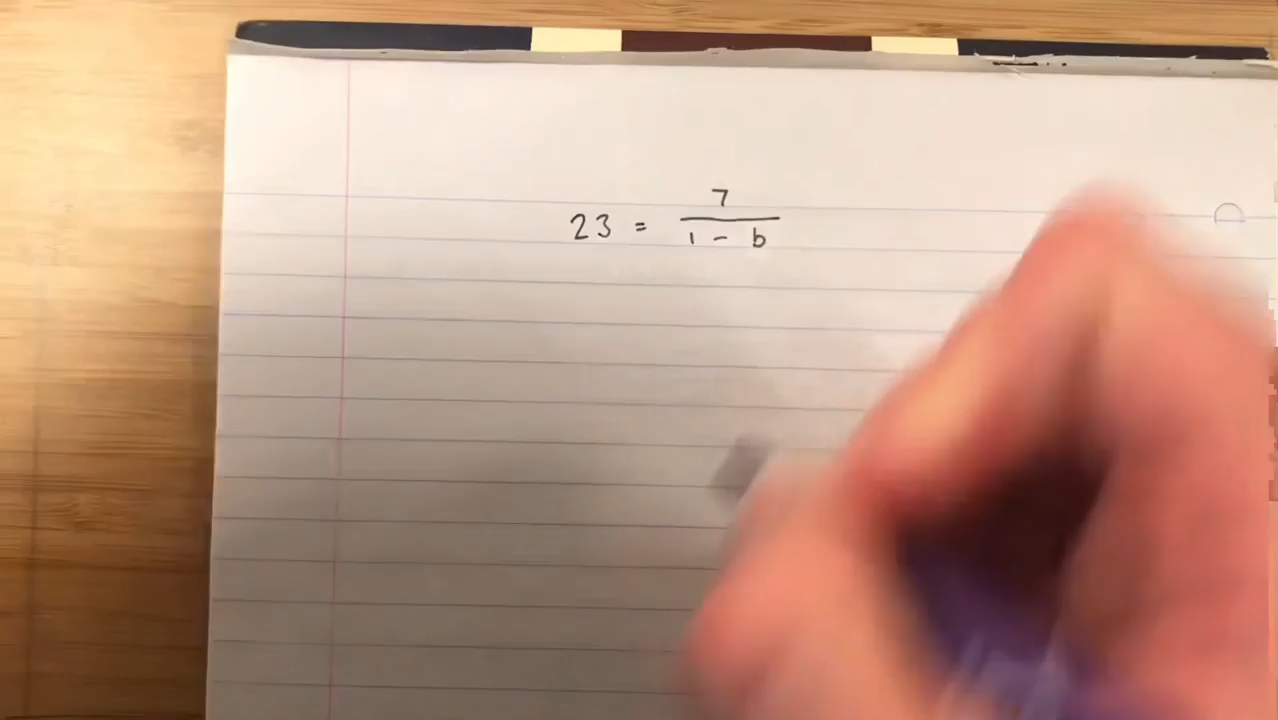 23 = 7 / (1 - b)